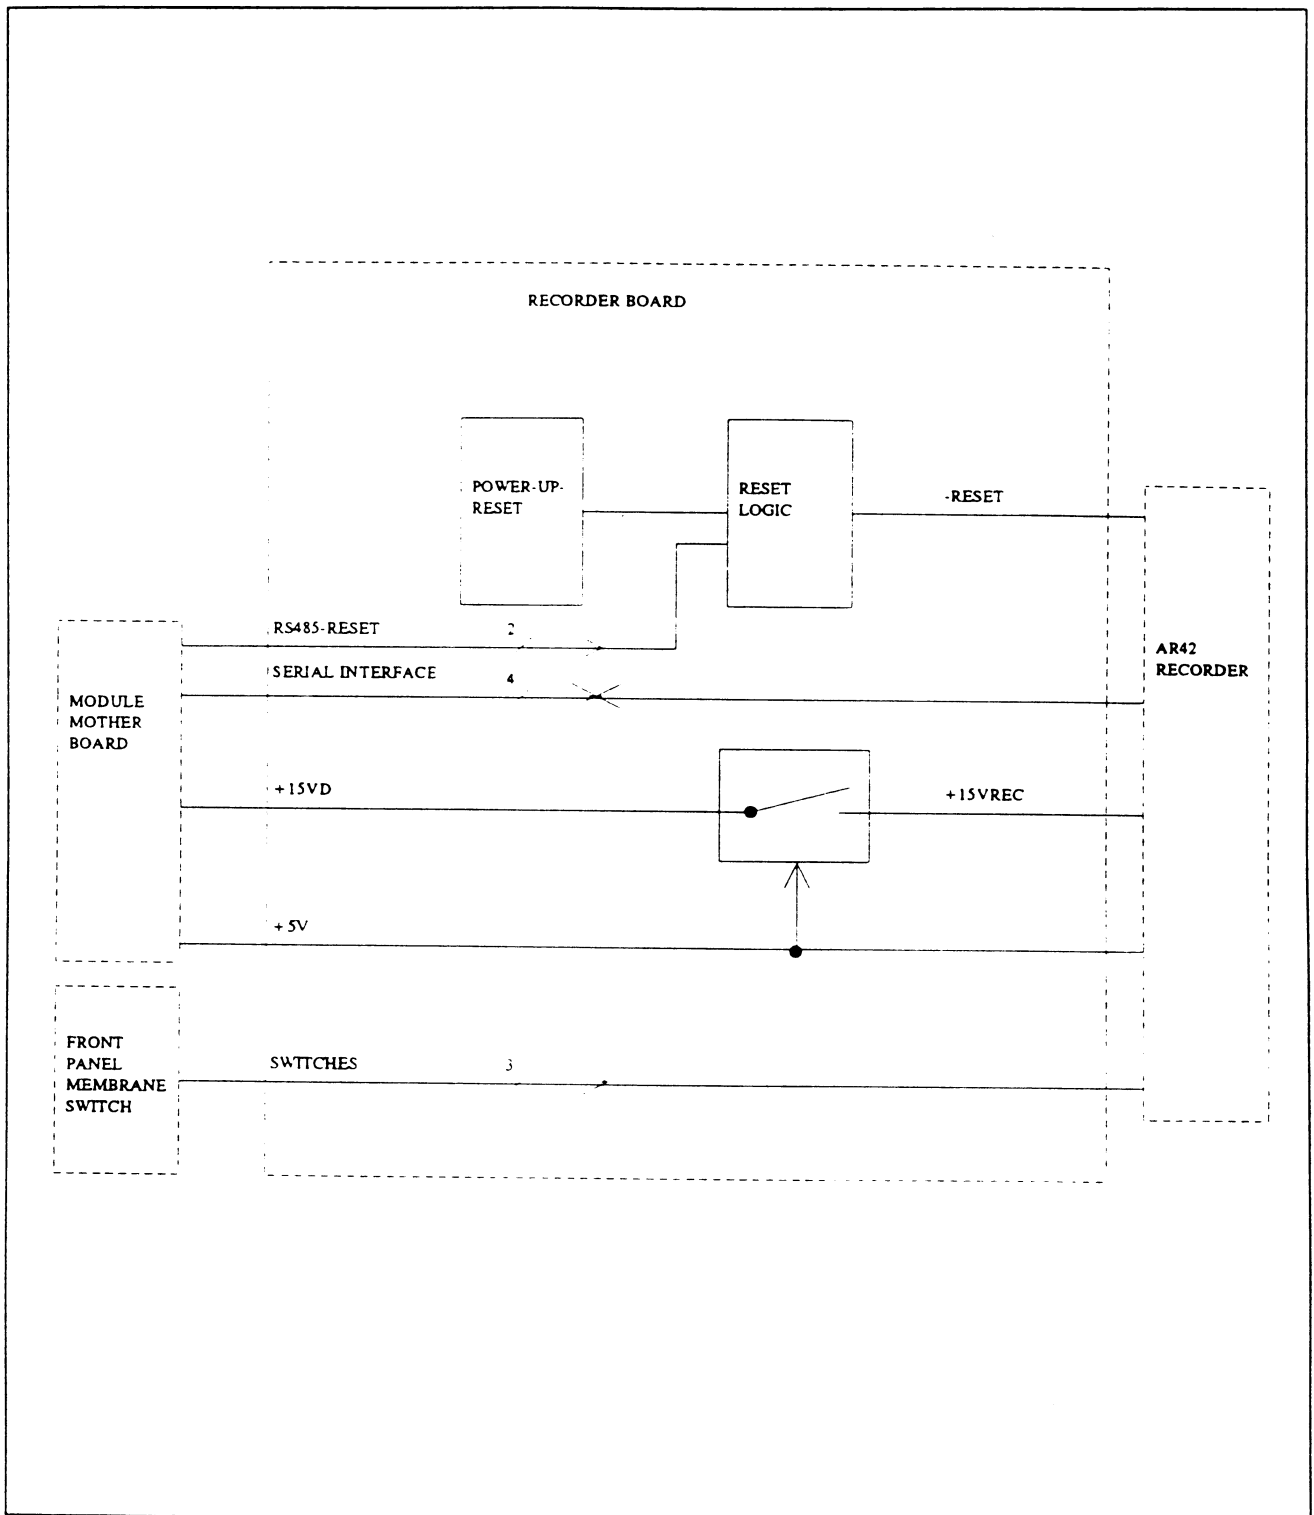 RECORDER BOARD
POWER-UP-
RESET
RESET
LOGIC
-RESET
RS485-RESET
2
SERIAL INTERFACE
4
AR42
RECORDER
MODULE
MOTHER
BOARD
+15VD
+15VREC
+5V
FRONT
PANEL
MEMBRANE
SWITCH
SWITCHES
3